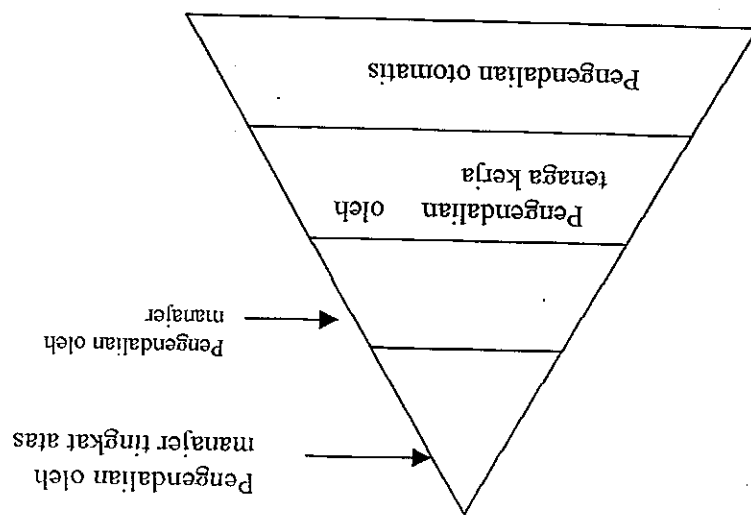 Pengendalian oleh
manajer tingkat atas
Pengendalian oleh
manajer
Pengendalian oleh
tenaga kerja
Pengendalian otomatis